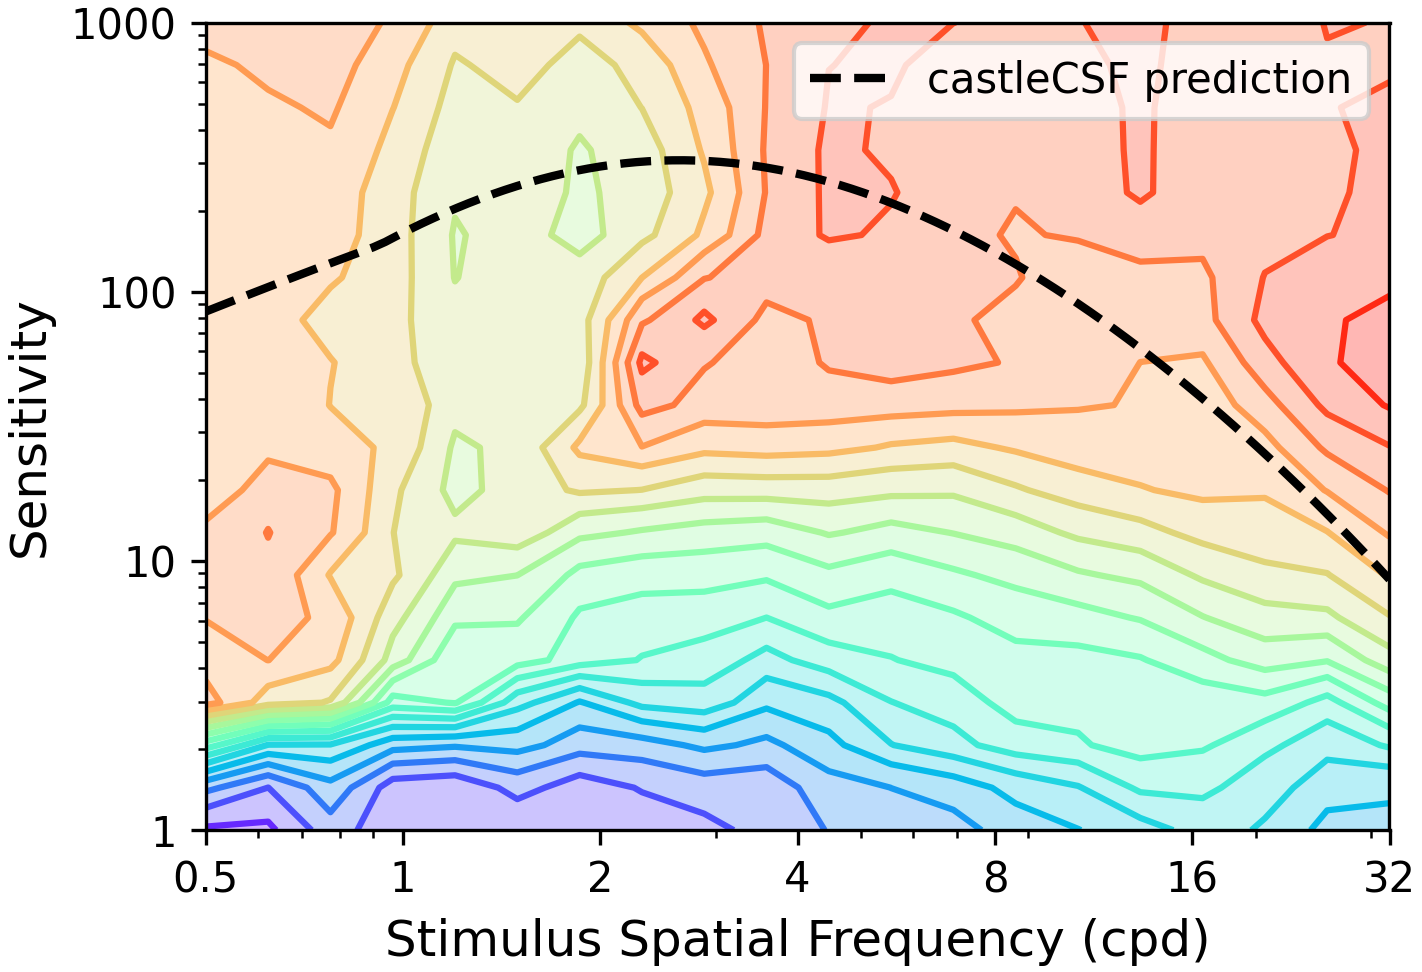 1000
castleCSF prediction
100
Sensitivity
10
1
0.5 1 2 4 8 16 32
Stimulus Spatial Frequency (cpd)